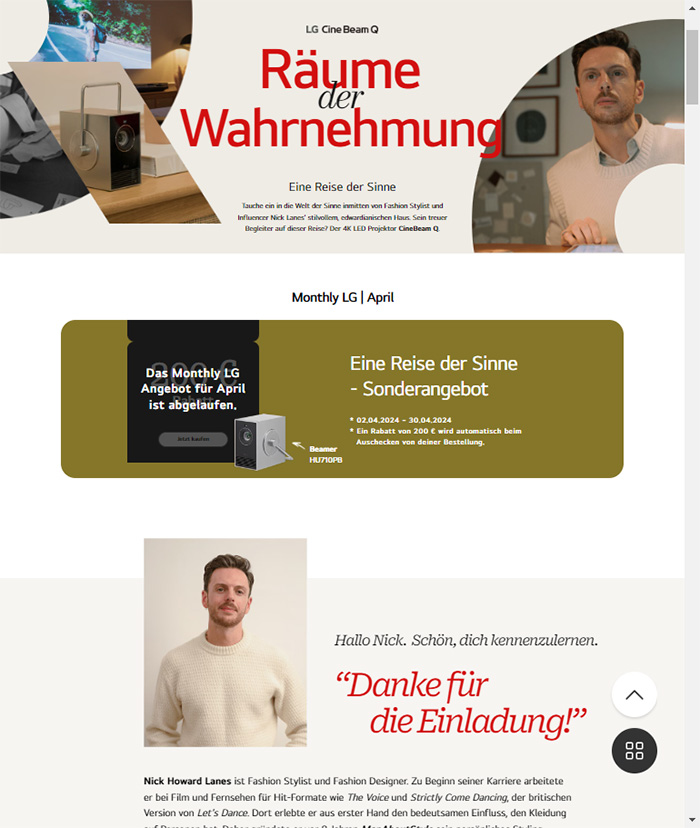 LG CineBeam Q
Räume
der
Wahrnehmung
Eine Reise der Sinne
Tauche ein in die Welt der Sinne inmitten von Fashion Stylist und
Influencer Nick Lanes' stilvollem, edwardianischen Haus. Sein treuer
Begleiter auf dieser Reise? Der 4K LED Projektor CineBeam Q.
Monthly LG | April
200 €
Rabatt
Das Monthly LG
Angebot für April
ist abgelaufen.
Jetzt kaufen
Beamer
HU710PB
Eine Reise der Sinne
- Sonderangebot
* 02.04.2024 - 30.04.2024
* Ein Rabatt von 200 € wird automatisch beim
Auschecken von deiner Bestellung.
Hallo Nick. Schön, dich kennenzulernen.
“Danke für
die Einladung!”
Nick Howard Lanes ist Fashion Stylist und Fashion Designer. Zu Beginn seiner Karriere arbeitete
er bei Film und Fernsehen für Hit-Formate wie The Voice und Strictly Come Dancing, der britischen
Version von Let's Dance. Dort erlebte er aus erster Hand den bedeutsamen Einfluss, den Kleidung